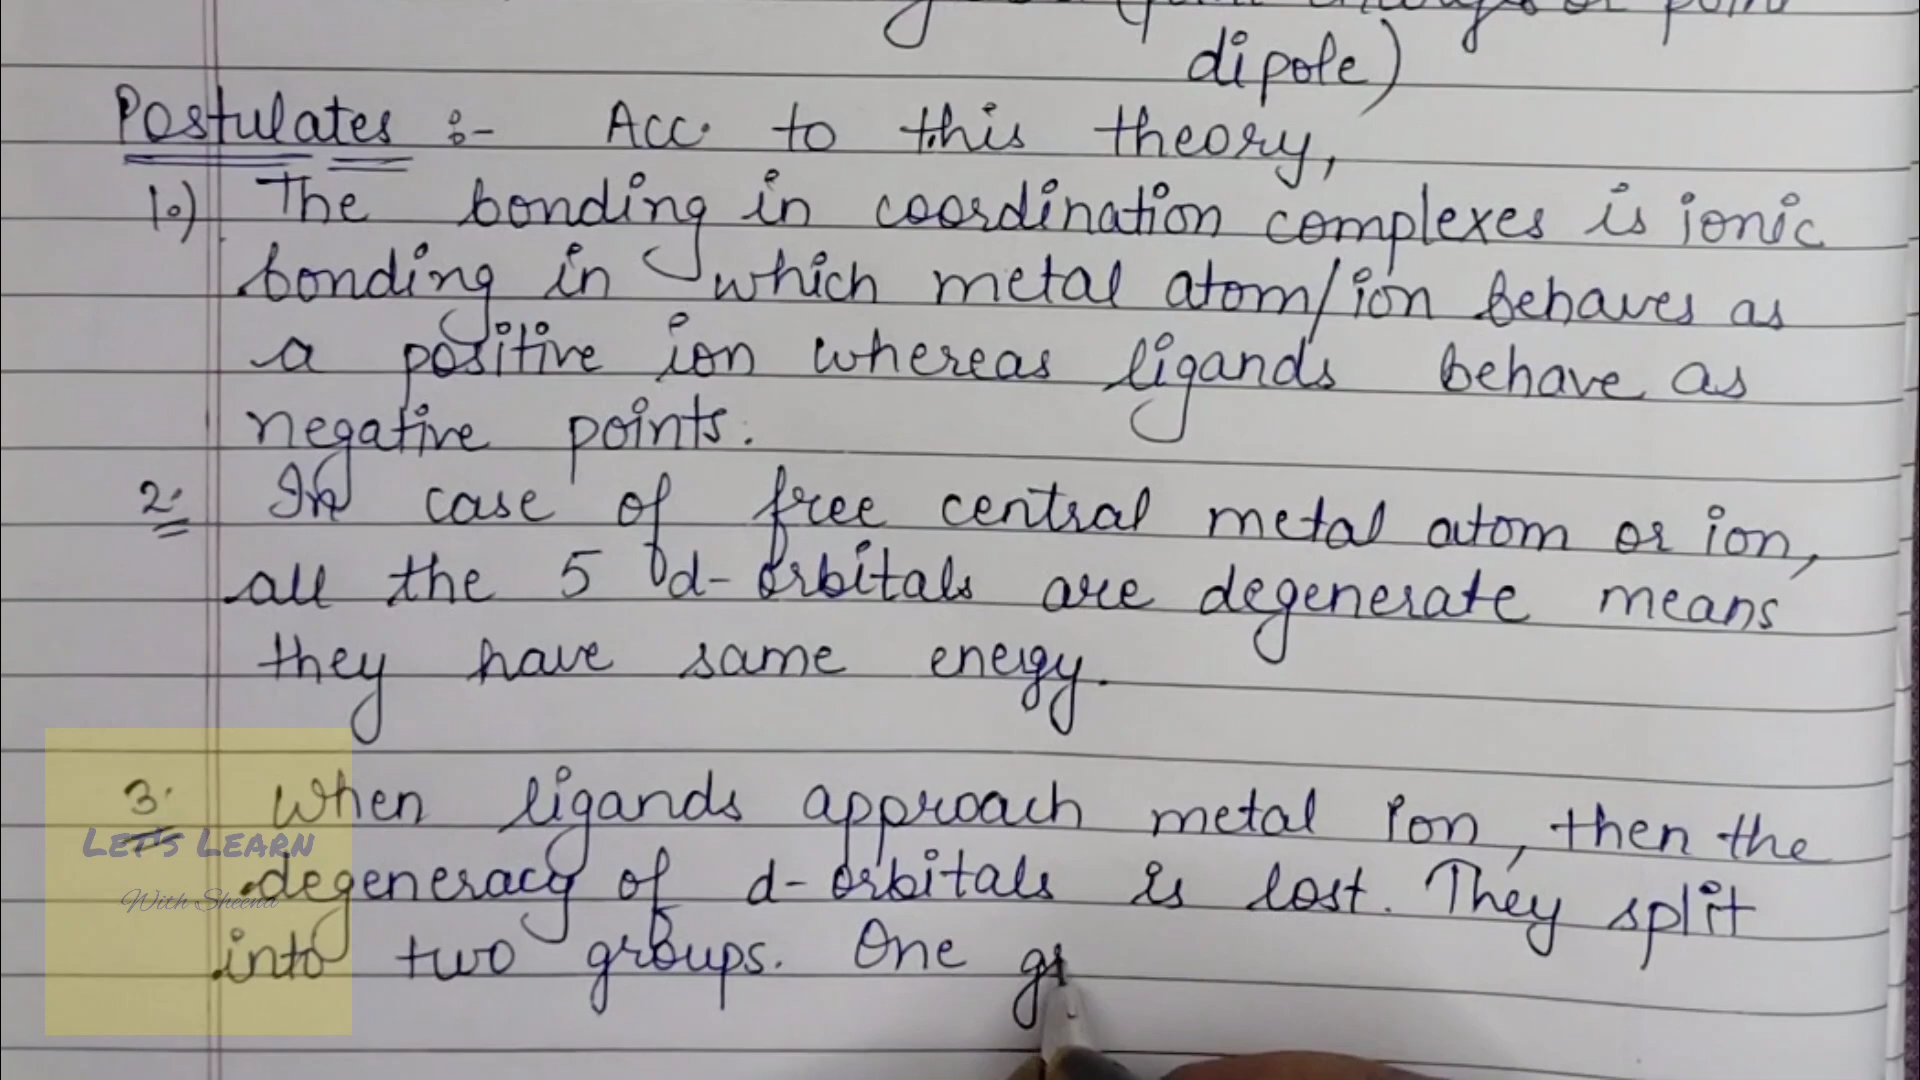 dipole)
Postulates :- Acc. to this theory,
1.) The bonding in coordination complexes is ionic
bonding in which metal atom/ion behaves as
a positive ion whereas ligands behave as
negative points.
2. In case of free central metal atom or ion,
all the 5 d-orbitals are degenerate means
they have same energy.
3. When ligands approach metal ion, then the
LET'S LEARN
degeneracy of d-orbitals is lost. They split
With Sheena
into two groups. One gr